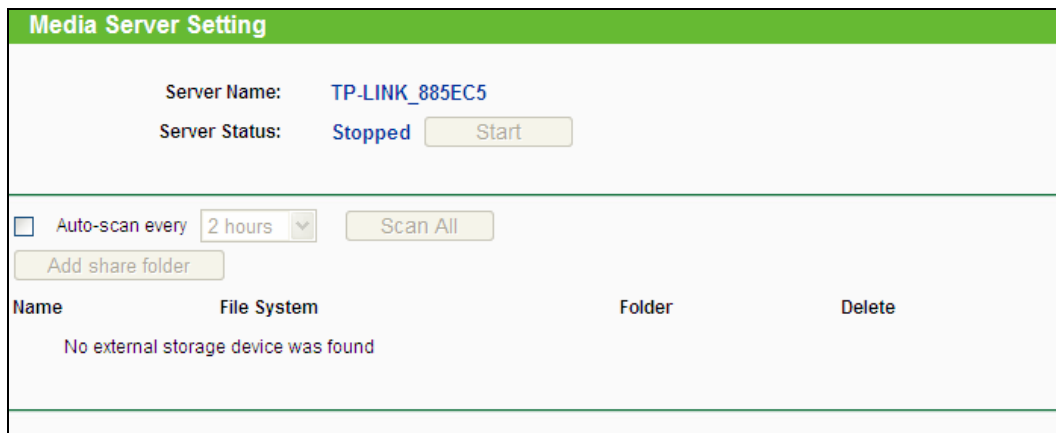 Media Server Setting
Server Name: TP-LINK_885EC5
Server Status: Stopped Start
Auto-scan every 2 hours Scan All
Add share folder
Name File System Folder Delete
No external storage device was found